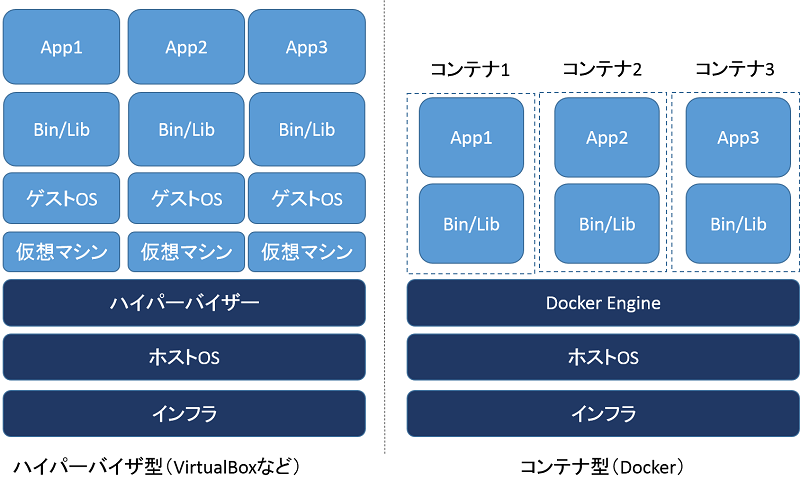 App1
App2
App3
Bin/Lib
Bin/Lib
Bin/Lib
ゲストOS
ゲストOS
ゲストOS
仮想マシン
仮想マシン
仮想マシン
ハイパーバイザー
ホストOS
インフラ
ハイパーバイザ型（VirtualBoxなど）
コンテナ1
コンテナ2
コンテナ3
App1
App2
App3
Bin/Lib
Bin/Lib
Bin/Lib
Docker Engine
ホストOS
インフラ
コンテナ型（Docker）